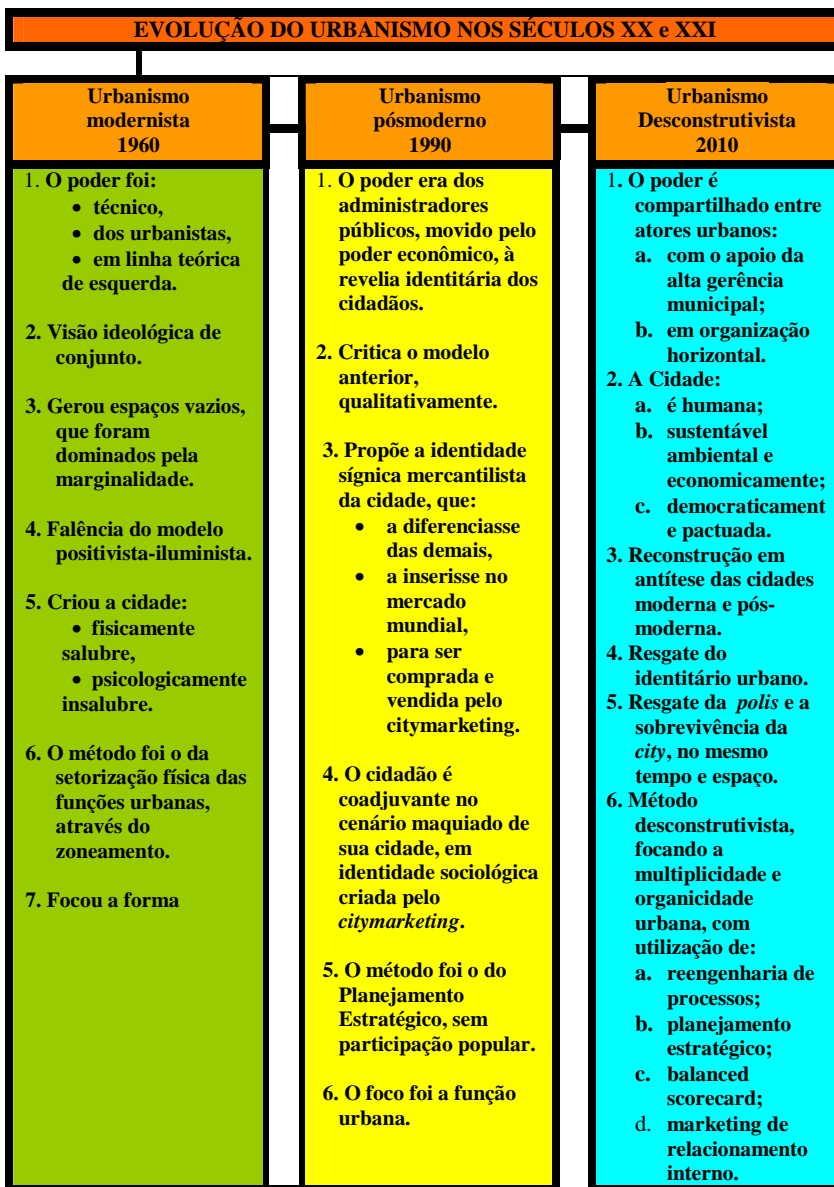 EVOLUÇÃO DO URBANISMO NOS SÉCULOS XX e XXI
Urbanismo
modernista
1960
1. O poder foi:
• técnico,
• dos urbanistas,
• em linha teórica
de esquerda.
2. Visão ideológica de
conjunto.
3. Gerou espaços vazios,
que foram
dominados pela
marginalidade.
4. Falência do modelo
positivista-iluminista.
5. Criou a cidade:
• fisicamente
salubre,
• psicologicamente
insalubre.
6. O método foi o da
setorização física das
funções urbanas,
através do
zoneamento.
7. Focou a forma
Urbanismo
pósmoderno
1990
1. O poder era dos
administradores
públicos, movido pelo
poder econômico, à
revelia identitária dos
cidadãos.
2. Critica o modelo
anterior,
qualitativamente.
3. Propõe a identidade
sígnica mercantilista
da cidade, que:
• a diferenciasse
das demais,
• a inserisse no
mercado
mundial,
• para ser
comprada e
vendida pelo
citymarketing.
4. O cidadão é
coadjuvante no
cenário maquiado de
sua cidade, em
identidade sociológica
criada pelo
citymarketing.
5. O método foi o do
Planejamento
Estratégico, sem
participação popular.
6. O foco foi a função
urbana.
Urbanismo
Desconstrutivista
2010
1. O poder é
compartilhado entre
atores urbanos:
a. com o apoio da
alta gerência
municipal;
b. em organização
horizontal.
2. A Cidade:
a. é humana;
b. sustentável
ambiental e
economicamente;
c. democraticament
e pactuada.
3. Reconstrução em
antítese das cidades
moderna e pós-
moderna.
4. Resgate do
identitário urbano.
5. Resgate da polis e a
sobrevivência da
city, no mesmo
tempo e espaço.
6. Método
desconstrutivista,
focando a
multiplicidade e
organicidade
urbana, com
utilização de:
a. reengenharia de
processos;
b. planejamento
estratégico;
c. balanced
scorecard;
d. marketing de
relacionamento
interno.